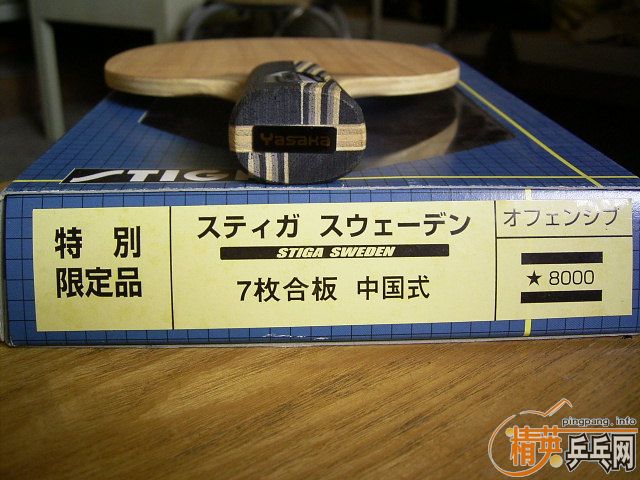 Yasaka
STIGA
特別
限定品
スティガ スウェーデン
STIGA SWEDEN
7枚合板 中国式
オフェンシブ
★ 8000
pingpang.info
精英乒乓网